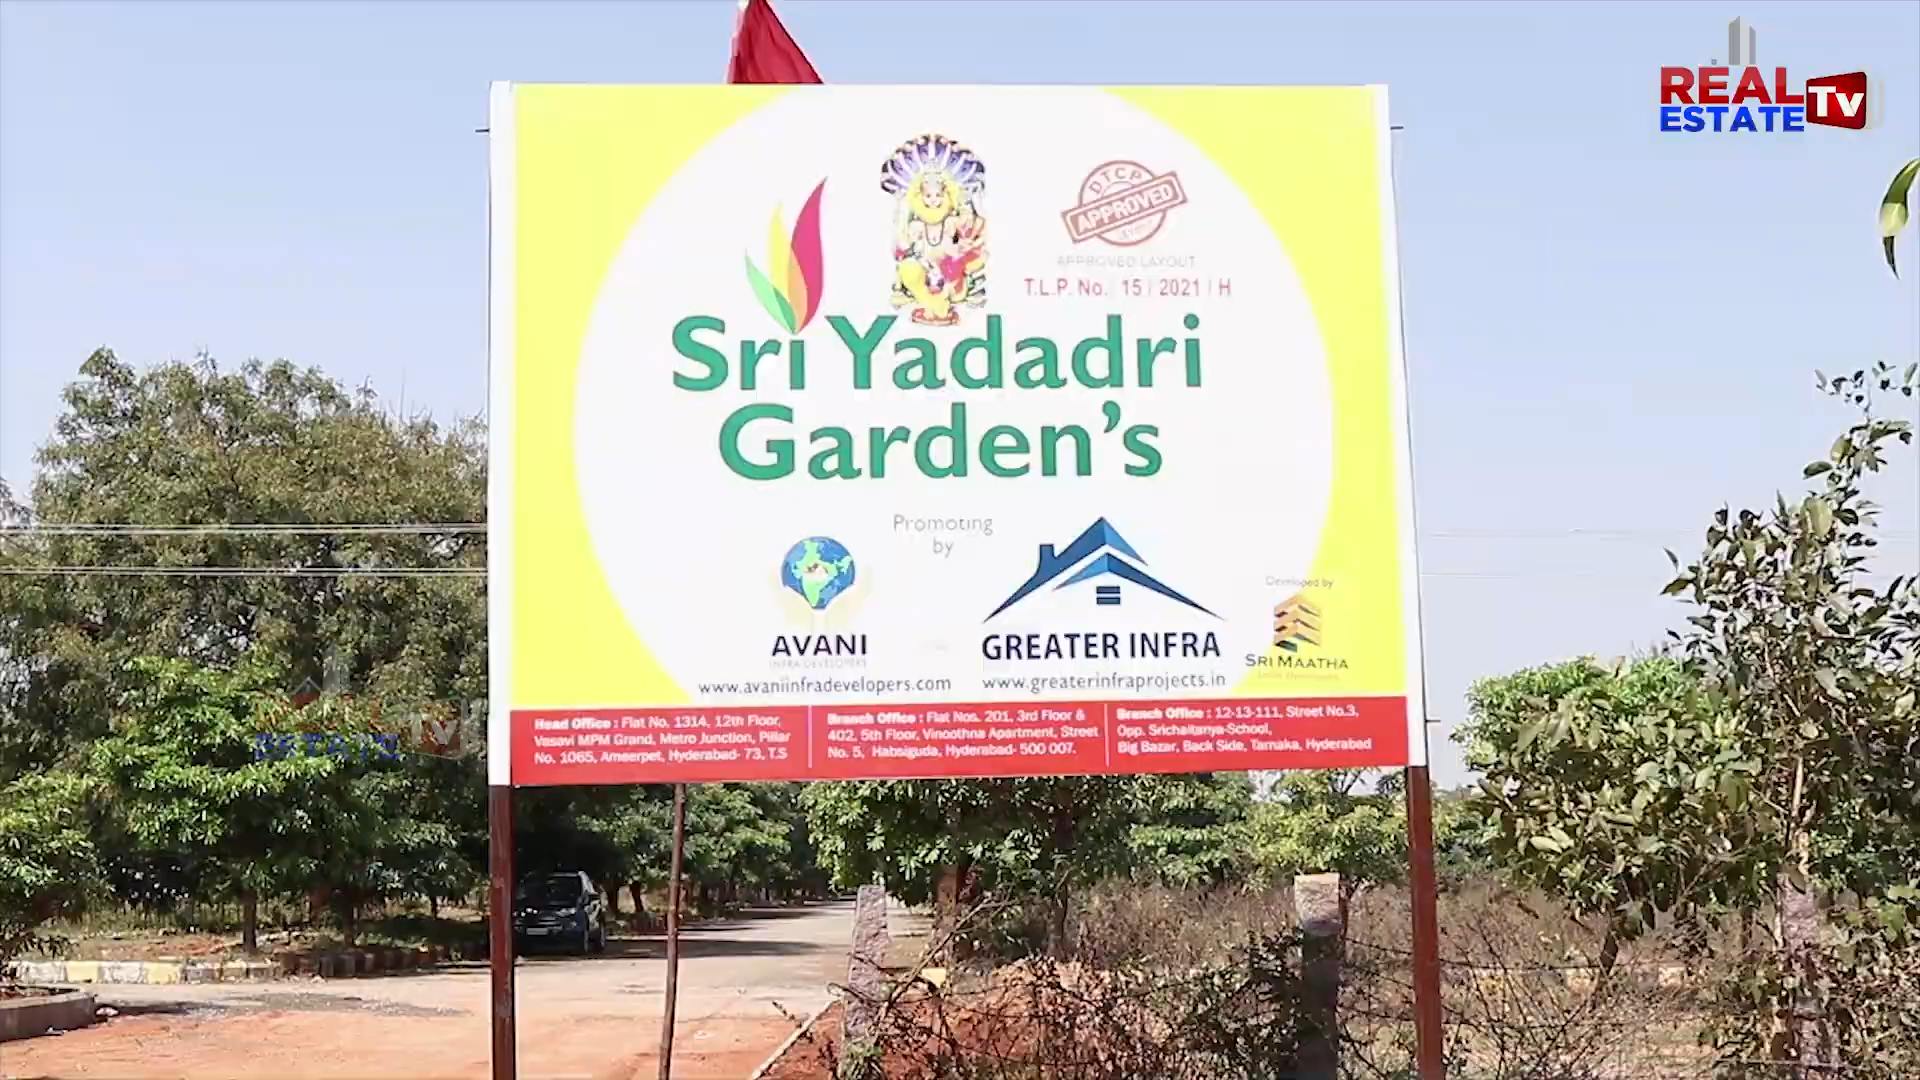 REAL
ESTATE TV
DTCP
APPROVED
APPROVED LAYOUT
T.L.P. No. 15 / 2021 / H
Sri Yadadri
Garden's
Promoting
by
AVANI
INFRA DEVELOPERS
www.avaniinfradevelopers.com
GREATER INFRA
www.greaterinfraprojects.in
Developed by
SRI MAATHA
Head Office : Flat No. 1314, 12th Floor,
Vasavi MPM Grand, Metro Junction, Pillar
No. 1065, Ameerpet, Hyderabad- 73, T.S
Branch Office : Flat Nos. 201, 3rd Floor &
402, 5th Floor, Vinoothna Apartment, Street
No. 5, Habsiguda, Hyderabad- 500 007.
Branch Office : 12-13-111, Street No.3,
Opp. Srichaitanya-School,
Big Bazar, Back Side, Tarnaka, Hyderabad
ESTATE TV